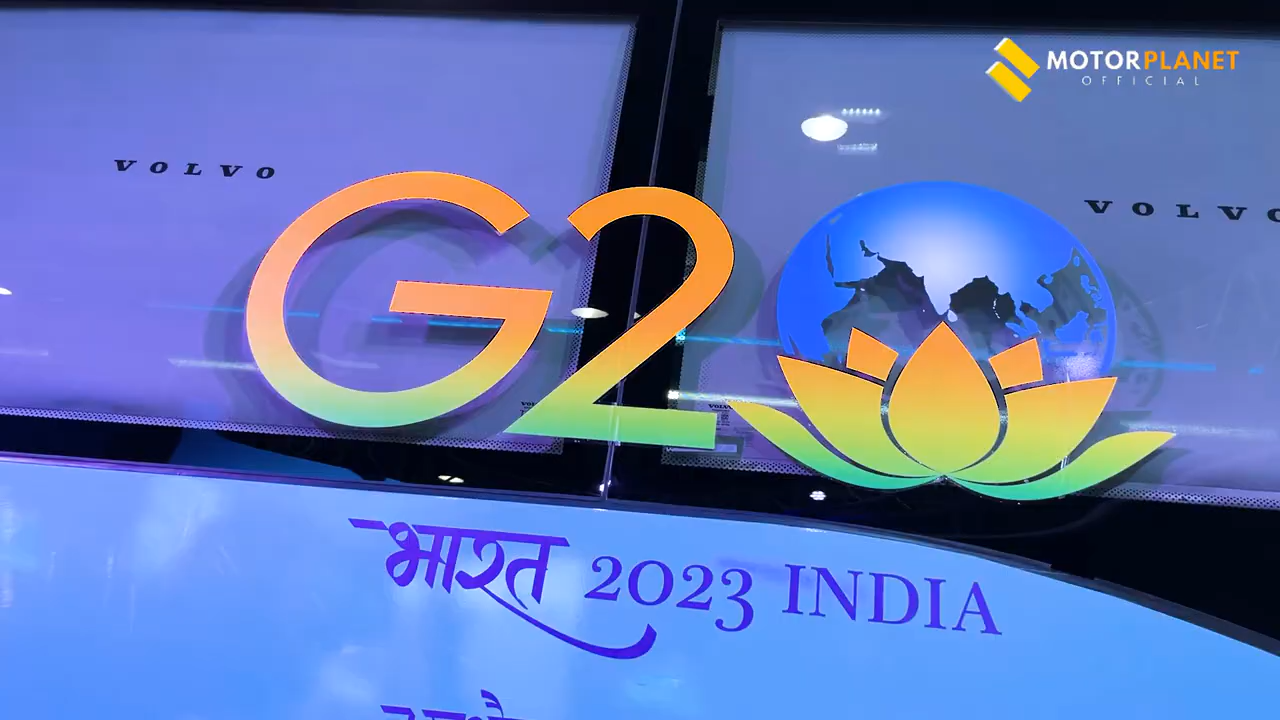 MOTORPLANET
OFFICIAL
VOLVO
VOLVO
G20
भारत 2023 INDIA